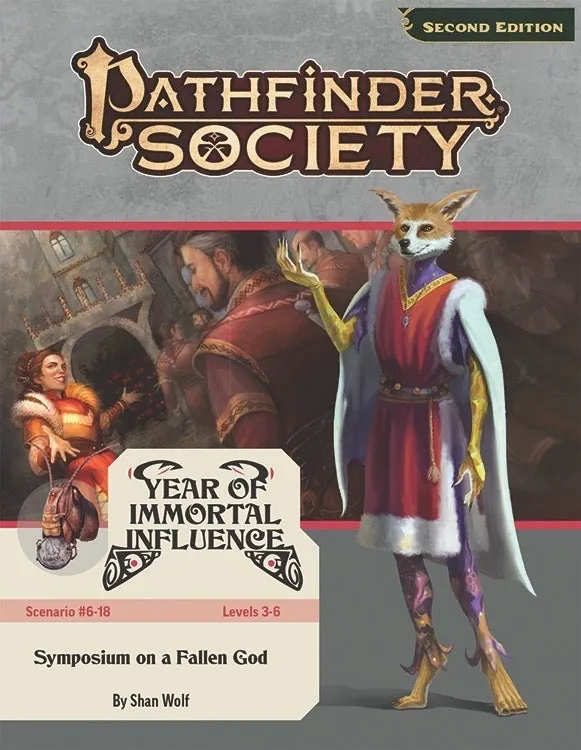 SECOND EDITION
PATHFINDER
SOCIETY
YEAR OF
IMMORTAL
INFLUENCE
Scenario #6-18 Levels 3-6
Symposium on a Fallen God
By Shan Wolf